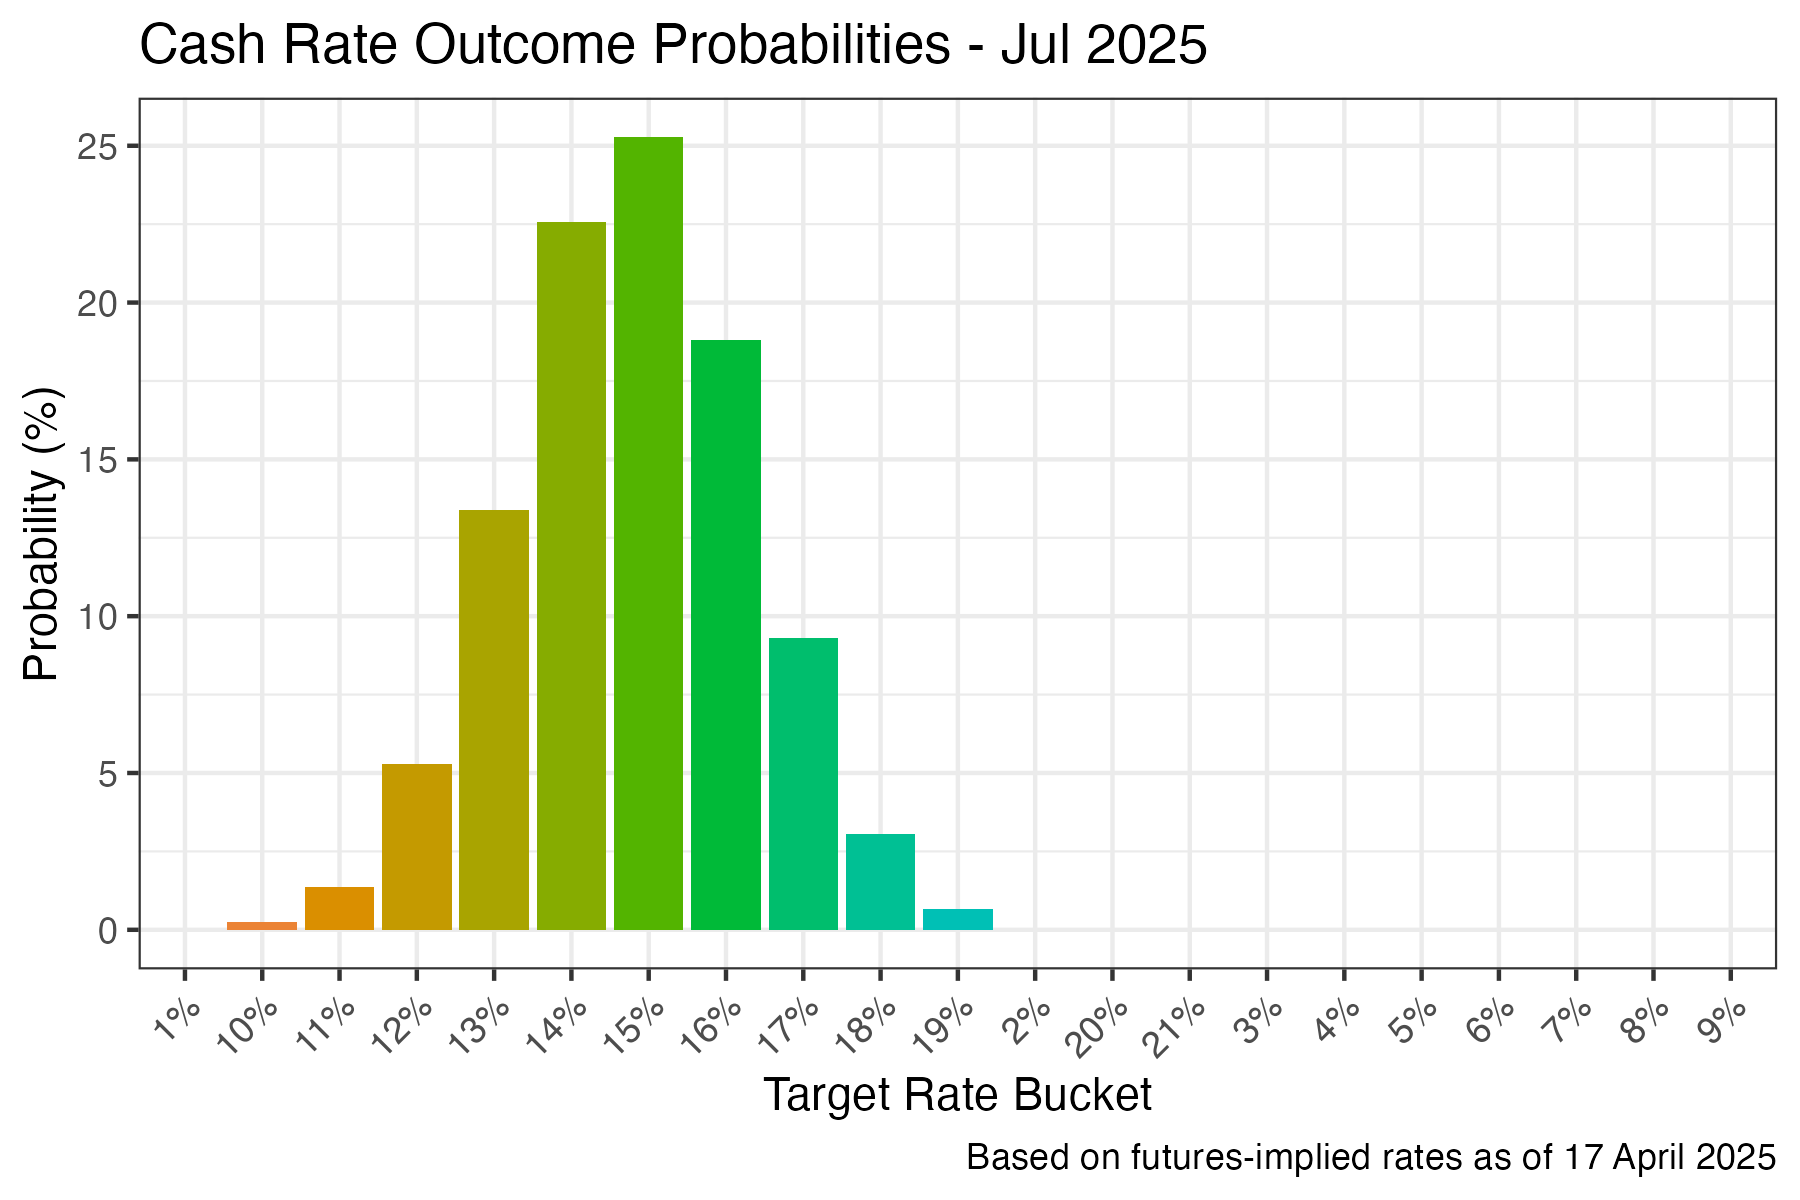 Cash Rate Outcome Probabilities - Jul 2025
Probability (%)
25
20
15
10
5
0
1% 10% 11% 12% 13% 14% 15% 16% 17% 18% 19% 2% 20% 21% 3% 4% 5% 6% 7% 8% 9%
Target Rate Bucket
Based on futures-implied rates as of 17 April 2025